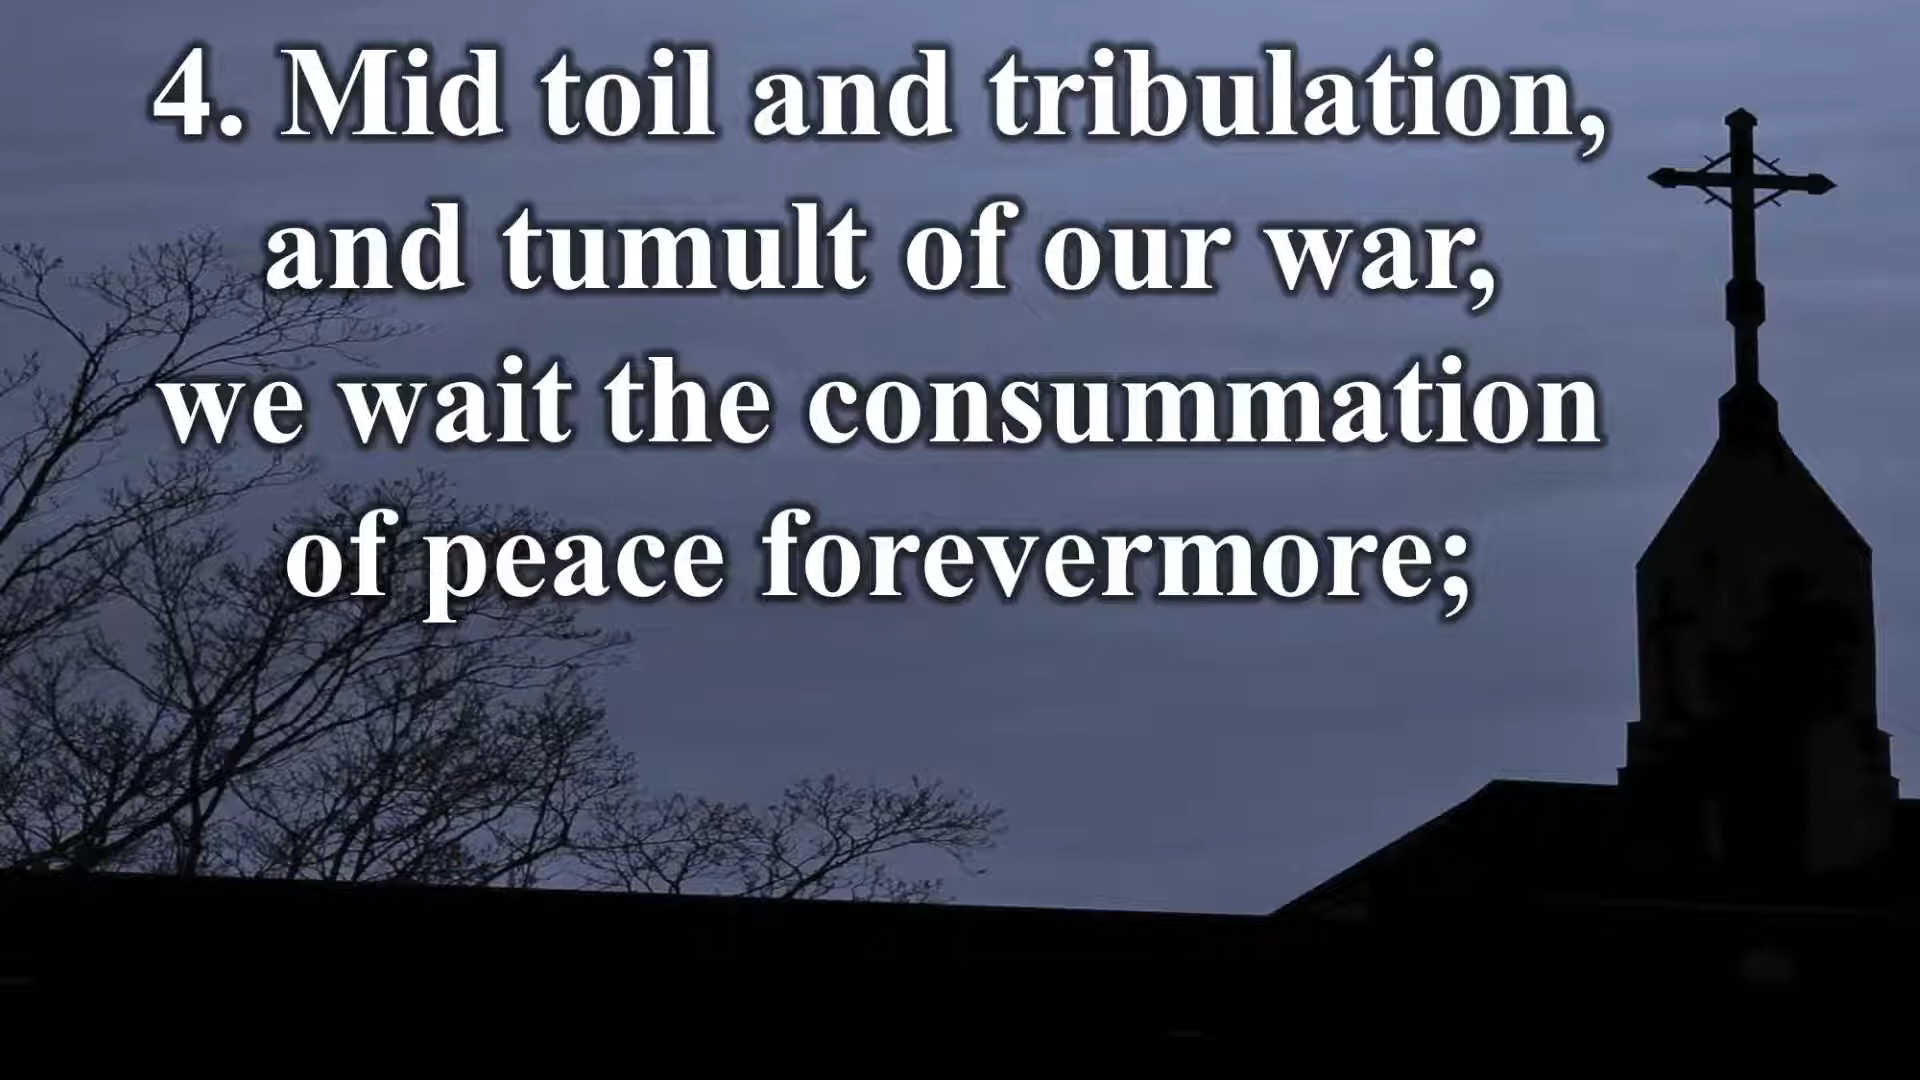 4. Mid toil and tribulation,
and tumult of our war,
we wait the consummation
of peace forevermore;